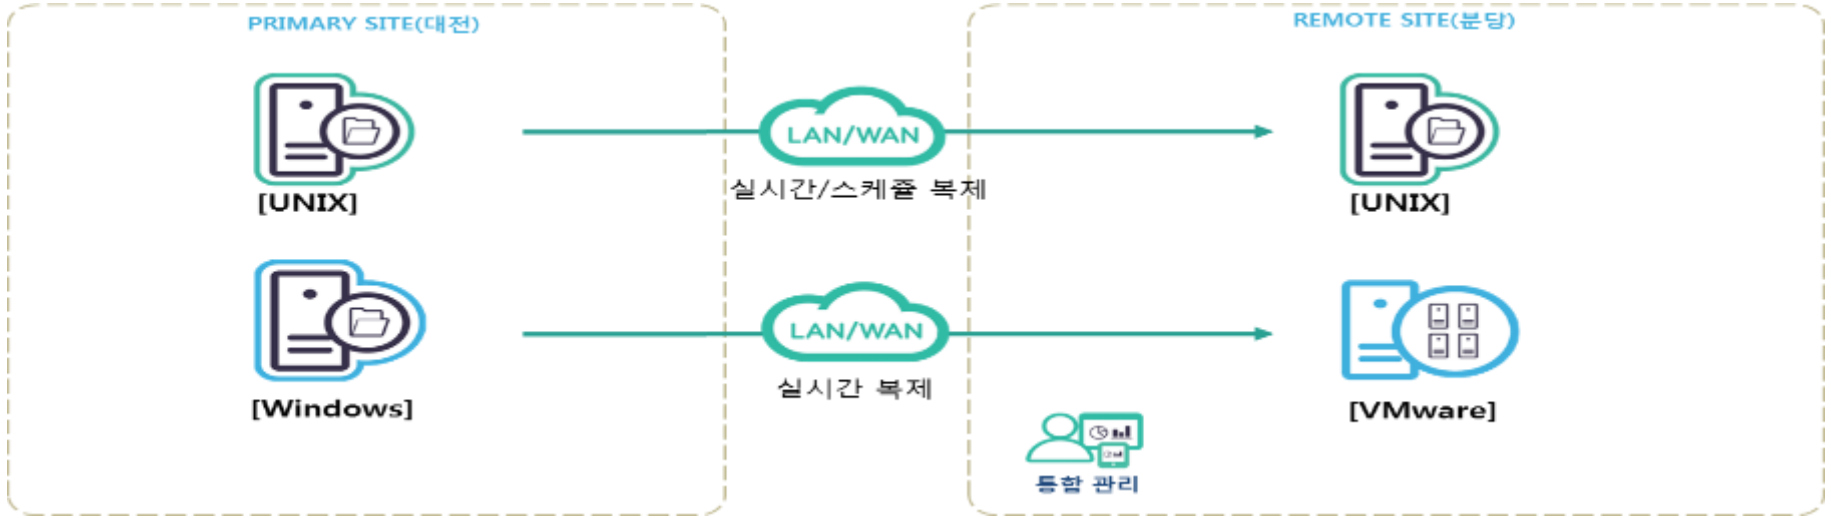 PRIMARY SITE(대전)
REMOTE SITE(분당)
LAN/WAN
실시간/스케쥴 복제
[UNIX]
[UNIX]
LAN/WAN
실시간 복제
[Windows]
[VMware]
통합 관리